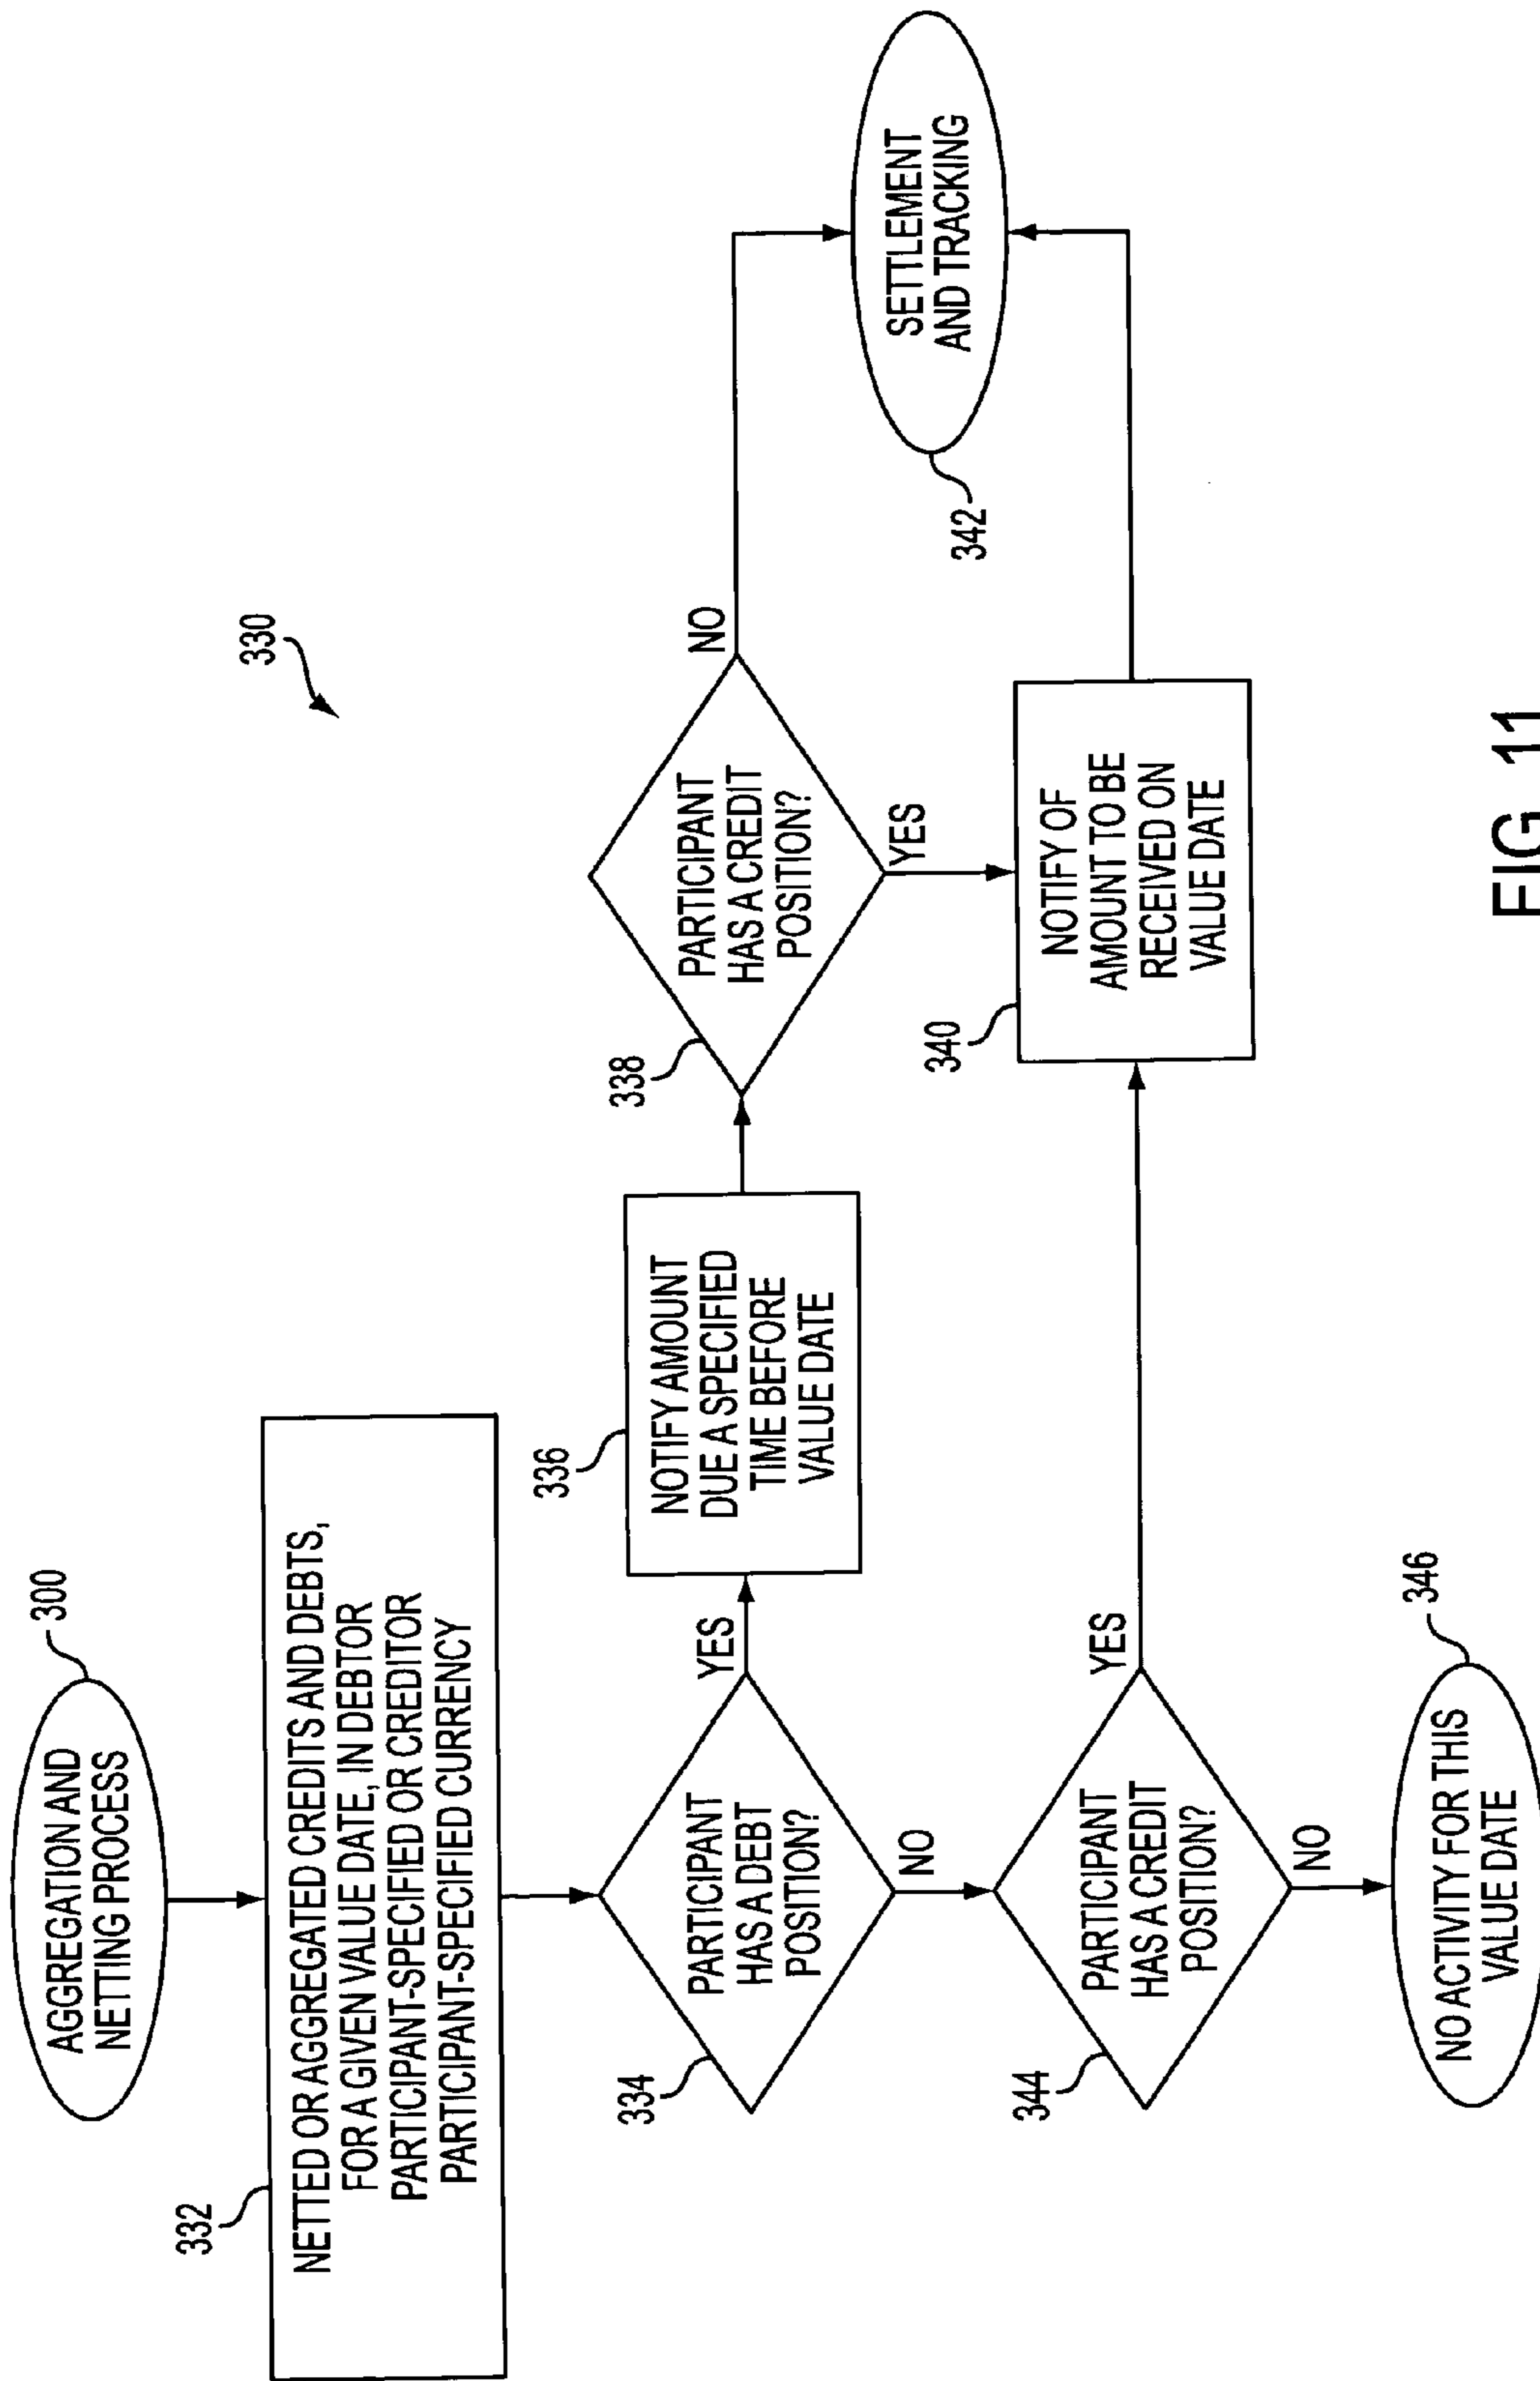 300
AGGREGATION AND
NETTING PROCESS
332
NETTED OR AGGREGATED CREDITS AND DEBTS,
FOR A GIVEN VALUE DATE, IN DEBTOR
PARTICIPANT-SPECIFIED OR CREDITOR
PARTICIPANT-SPECIFIED CURRENCY
330
334
PARTICIPANT
HAS A DEBT
POSITION?
YES
NO
336
NOTIFY AMOUNT
DUE A SPECIFIED
TIME BEFORE
VALUE DATE
338
PARTICIPANT
HAS A CREDIT
POSITION?
NO
YES
SETTLEMENT
AND TRACKING
342
344
PARTICIPANT
HAS A CREDIT
POSITION?
YES
NO
340
NOTIFY OF
AMOUNT TO BE
RECEIVED ON
VALUE DATE
346
NO ACTIVITY FOR THIS
VALUE DATE
FIG. 11